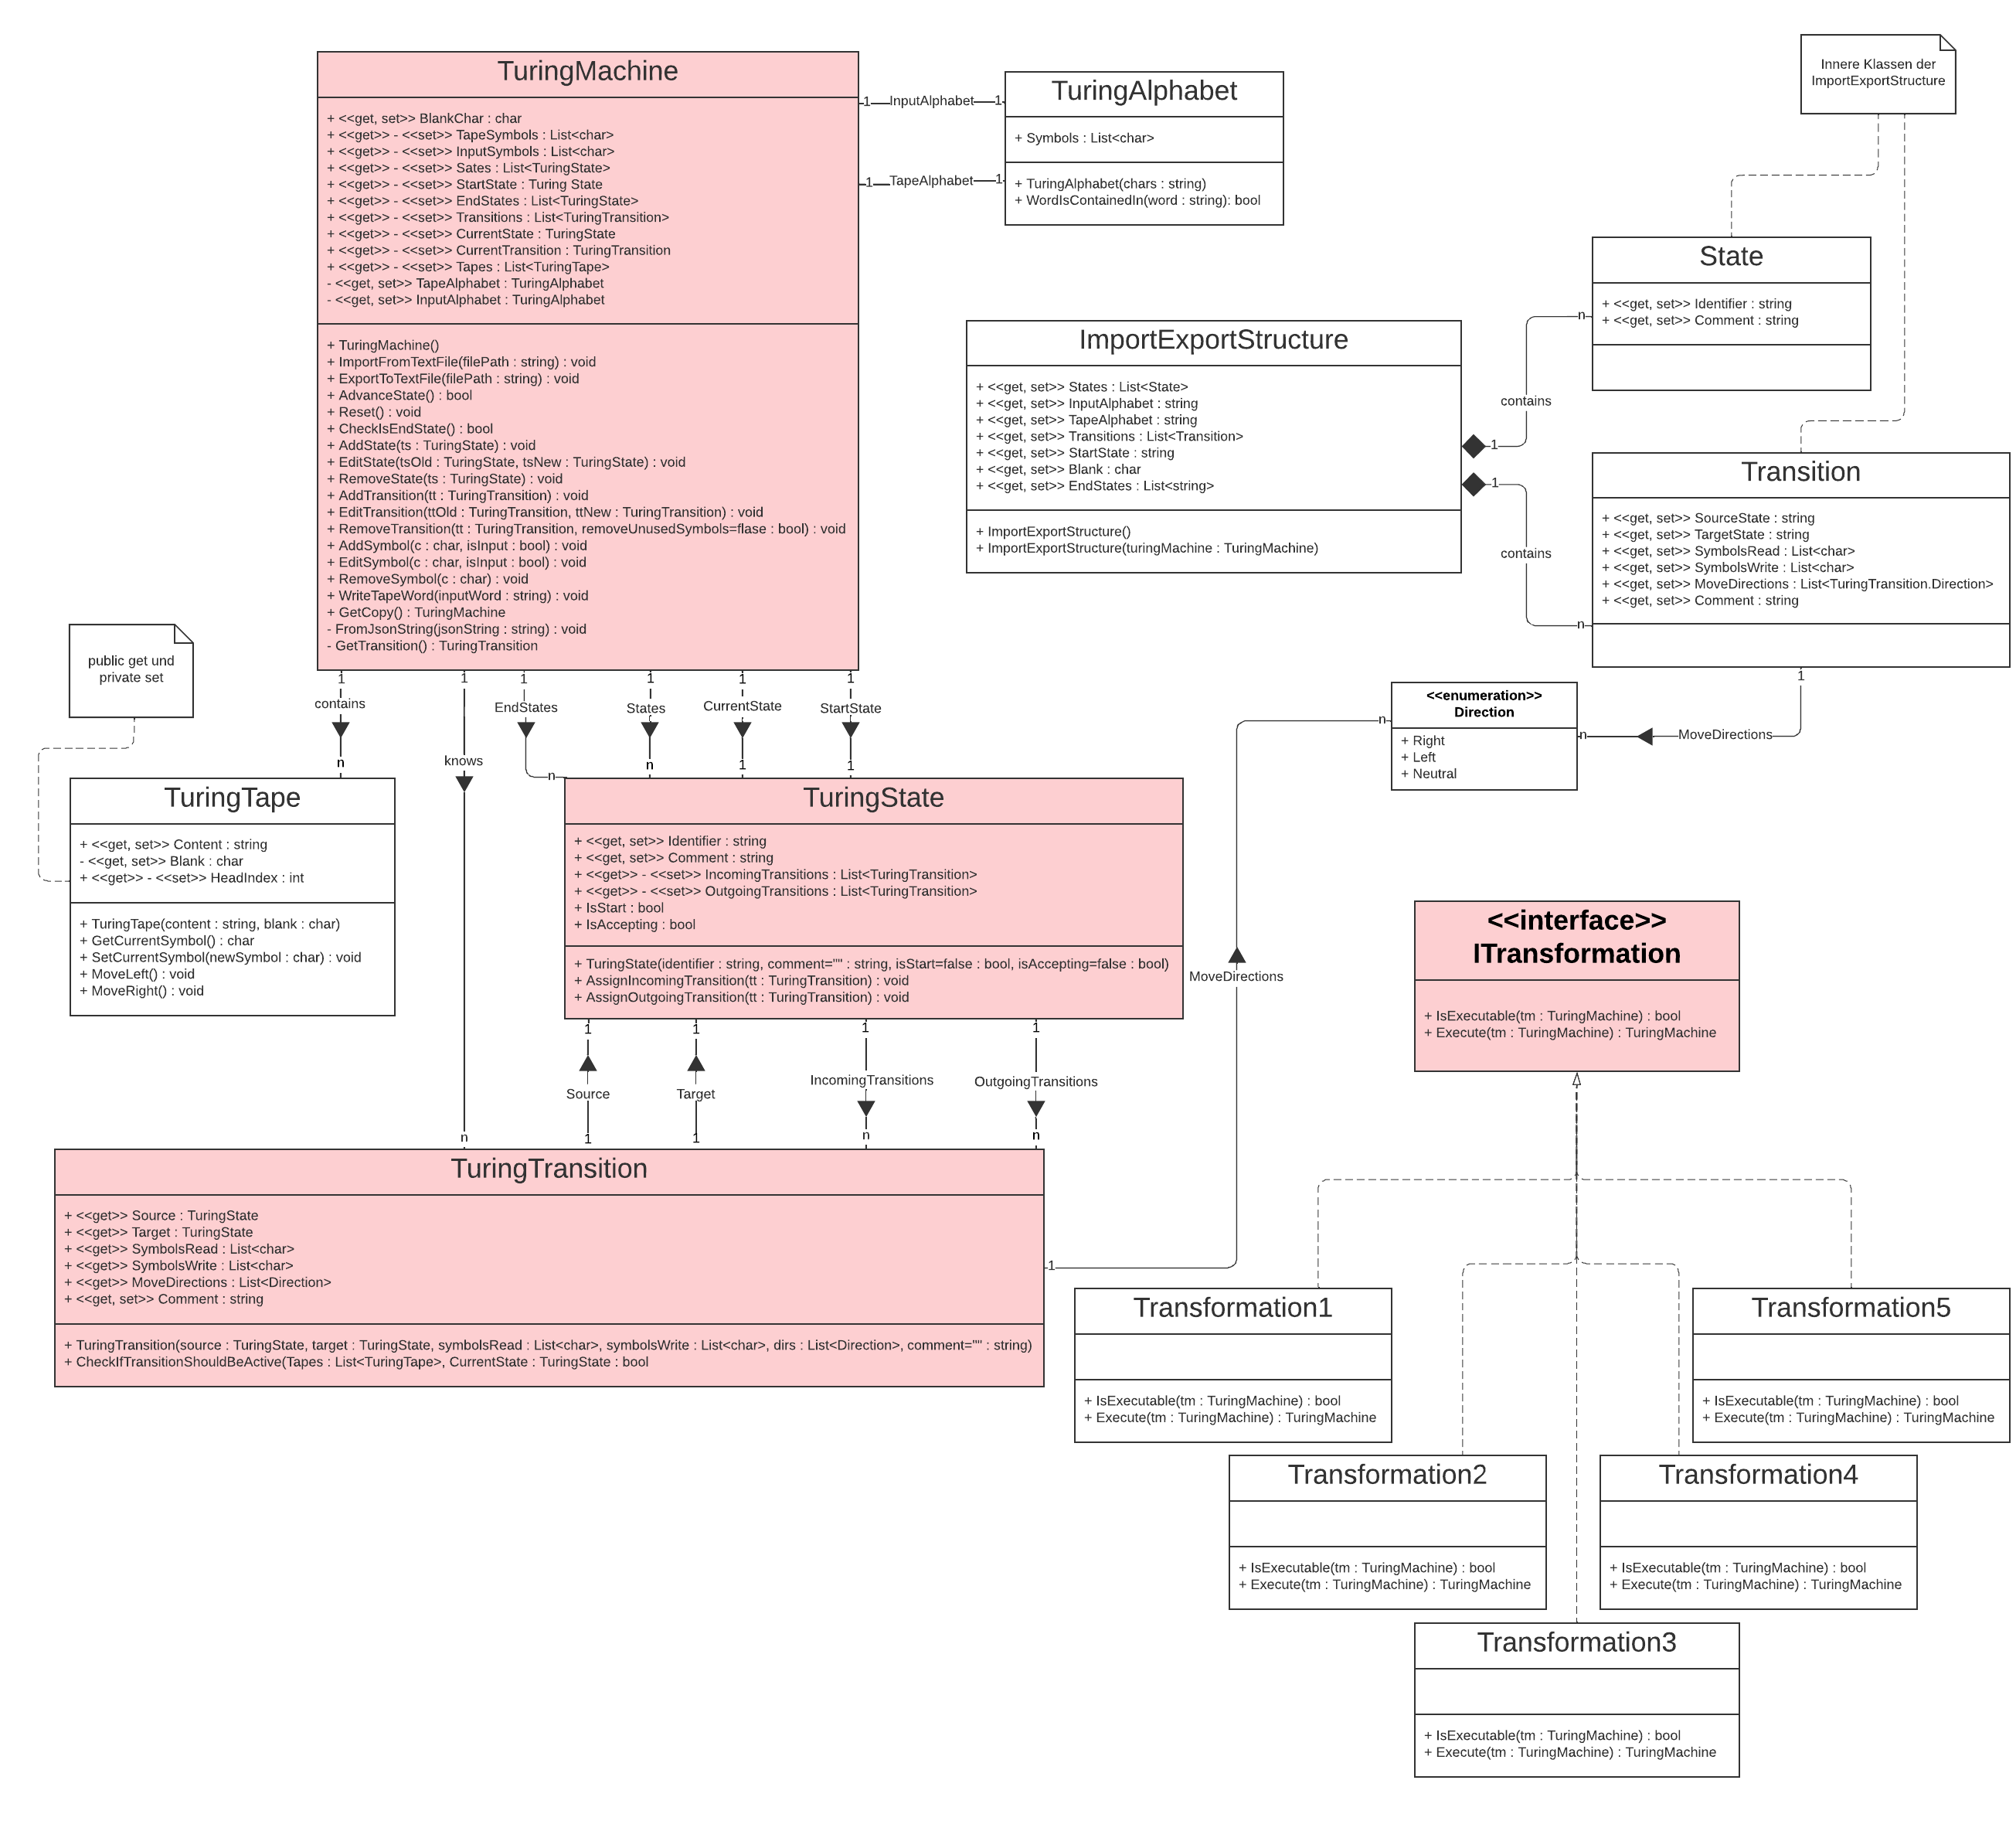 TuringMachine
+ <<get, set>> BlankChar : char
+ <<get>> - <<set>> TapeSymbols : List<char>
+ <<get>> - <<set>> InputSymbols : List<char>
+ <<get>> - <<set>> Sates : List<TuringState>
+ <<get>> - <<set>> StartState : Turing State
+ <<get>> - <<set>> EndStates : List<TuringState>
+ <<get>> - <<set>> Transitions : List<TuringTransition>
+ <<get>> - <<set>> CurrentState : TuringState
+ <<get>> - <<set>> CurrentTransition : TuringTransition
+ <<get>> - <<set>> Tapes : List<TuringTape>
- <<get, set>> TapeAlphabet : TuringAlphabet
- <<get, set>> InputAlphabet : TuringAlphabet
+ TuringMachine()
+ ImportFromTextFile(filePath : string) : void
+ ExportToTextFile(filePath : string) : void
+ AdvanceState() : bool
+ Reset() : void
+ CheckIsEndState() : bool
+ AddState(ts : TuringState) : void
+ EditState(tsOld : TuringState, tsNew : TuringState) : void
+ RemoveState(ts : TuringState) : void
+ AddTransition(tt : TuringTransition) : void
+ EditTransition(ttOld : TuringTransition, ttNew : TuringTransition) : void
+ RemoveTransition(tt : TuringTransition, removeUnusedSymbols=flase : bool) : void
+ AddSymbol(c : char, isInput : bool) : void
+ EditSymbol(c : char, isInput : bool) : void
+ RemoveSymbol(c : char) : void
+ WriteTapeWord(inputWord : string) : void
+ GetCopy() : TuringMachine
- FromJsonString(jsonString : string) : void
- GetTransition() : TuringTransition
1 InputAlphabet 1
1 TapeAlphabet 1
TuringAlphabet
+ Symbols : List<char>
+ TuringAlphabet(chars : string)
+ WordIsContainedIn(word : string): bool
Innere Klassen der
ImportExportStructure
State
+ <<get, set>> Identifier : string
+ <<get, set>> Comment : string
ImportExportStructure
+ <<get, set>> States : List<State>
+ <<get, set>> InputAlphabet : string
+ <<get, set>> TapeAlphabet : string
+ <<get, set>> Transitions : List<Transition>
+ <<get, set>> StartState : string
+ <<get, set>> Blank : char
+ <<get, set>> EndStates : List<string>
+ ImportExportStructure()
+ ImportExportStructure(turingMachine : TuringMachine)
n
contains
1
1
contains
n
Transition
+ <<get, set>> SourceState : string
+ <<get, set>> TargetState : string
+ <<get, set>> SymbolsRead : List<char>
+ <<get, set>> SymbolsWrite : List<char>
+ <<get, set>> MoveDirections : List<TuringTransition.Direction>
+ <<get, set>> Comment : string
1
n MoveDirections
<<enumeration>>
Direction
+ Right
+ Left
+ Neutral
n
public get und
private set
1 1 1 1 1 1
contains EndStates States CurrentState StartState
knows
n n n 1 1
TuringTape
+ <<get, set>> Content : string
- <<get, set>> Blank : char
+ <<get>> - <<set>> HeadIndex : int
+ TuringTape(content : string, blank : char)
+ GetCurrentSymbol() : char
+ SetCurrentSymbol(newSymbol : char) : void
+ MoveLeft() : void
+ MoveRight() : void
TuringState
+ <<get, set>> Identifier : string
+ <<get, set>> Comment : string
+ <<get>> - <<set>> IncomingTransitions : List<TuringTransition>
+ <<get>> - <<set>> OutgoingTransitions : List<TuringTransition>
+ IsStart : bool
+ IsAccepting : bool
+ TuringState(identifier : string, comment="" : string, isStart=false : bool, isAccepting=false : bool)
+ AssignIncomingTransition(tt : TuringTransition) : void
+ AssignOutgoingTransition(tt : TuringTransition) : void
MoveDirections
1 1 1 1
Source Target IncomingTransitions OutgoingTransitions
n 1 1 n n
TuringTransition
+ <<get>> Source : TuringState
+ <<get>> Target : TuringState
+ <<get>> SymbolsRead : List<char>
+ <<get>> SymbolsWrite : List<char>
+ <<get>> MoveDirections : List<Direction>
+ <<get, set>> Comment : string
+ TuringTransition(source : TuringState, target : TuringState, symbolsRead : List<char>, symbolsWrite : List<char>, dirs : List<Direction>, comment="" : string)
+ CheckIfTransitionShouldBeActive(Tapes : List<TuringTape>, CurrentState : TuringState : bool
1
<<interface>>
ITransformation
+ IsExecutable(tm : TuringMachine) : bool
+ Execute(tm : TuringMachine) : TuringMachine
Transformation1
+ IsExecutable(tm : TuringMachine) : bool
+ Execute(tm : TuringMachine) : TuringMachine
Transformation5
+ IsExecutable(tm : TuringMachine) : bool
+ Execute(tm : TuringMachine) : TuringMachine
Transformation2
+ IsExecutable(tm : TuringMachine) : bool
+ Execute(tm : TuringMachine) : TuringMachine
Transformation4
+ IsExecutable(tm : TuringMachine) : bool
+ Execute(tm : TuringMachine) : TuringMachine
Transformation3
+ IsExecutable(tm : TuringMachine) : bool
+ Execute(tm : TuringMachine) : TuringMachine